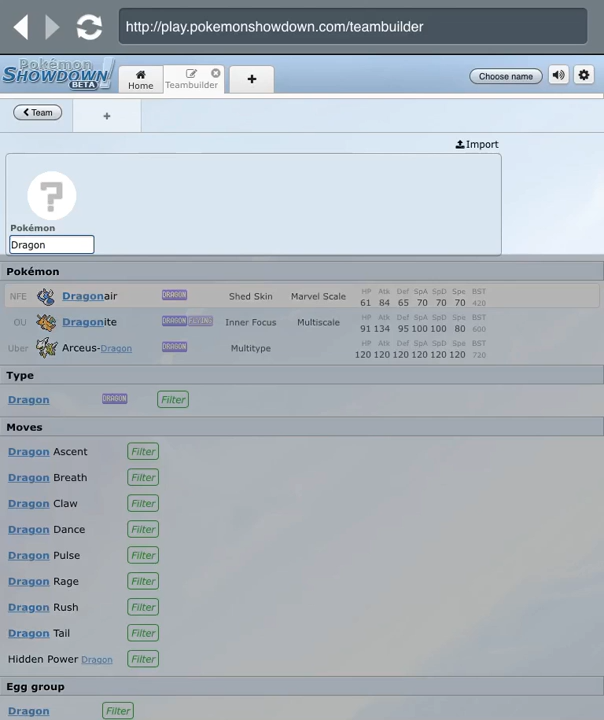 http://play.pokemonshowdown.com/teambuilder
Pokémon
SHOWDOWN!
BETA
Home
Teambuilder
+
Choose name
Team
+
Import
?
Pokémon
Dragon
Pokémon
NFE Dragonair DRAGON Shed Skin Marvel Scale HP 61 Atk 84 Def 65 SpA 70 SpD 70 Spe 70 BST 420
OU Dragonite DRAGON FLYING Inner Focus Multiscale HP 91 Atk 134 Def 95 SpA 100 SpD 100 Spe 80 BST 600
Uber Arceus-Dragon DRAGON Multitype HP 120 Atk 120 Def 120 SpA 120 SpD 120 Spe 120 BST 720
Type
Dragon DRAGON Filter
Moves
Dragon Ascent Filter
Dragon Breath Filter
Dragon Claw Filter
Dragon Dance Filter
Dragon Pulse Filter
Dragon Rage Filter
Dragon Rush Filter
Dragon Tail Filter
Hidden Power Dragon Filter
Egg group
Dragon Filter